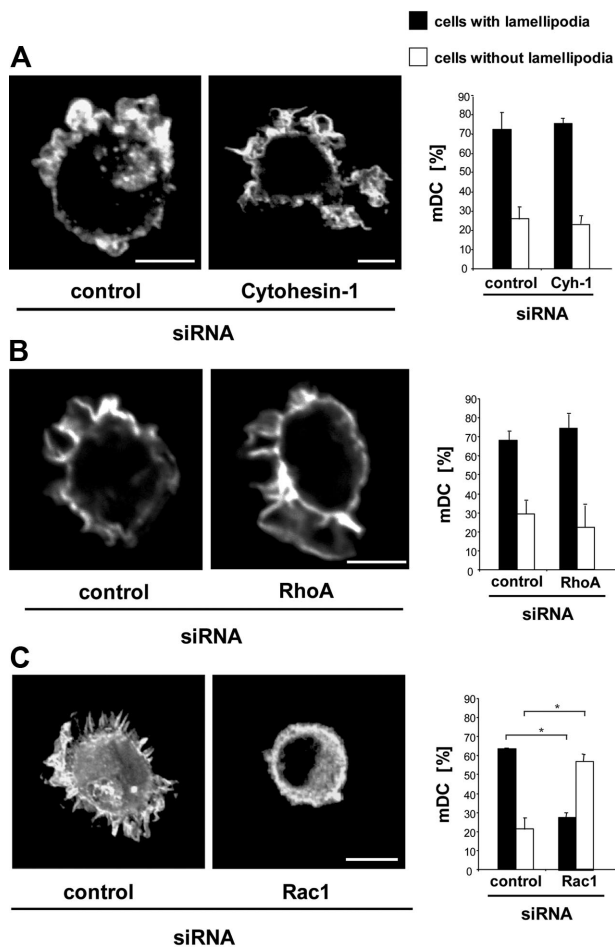 cells with lamellipodia
cells without lamellipodia
A
control
Cytohesin-1
siRNA
90
80
70
60
50
40
30
20
10
0
mDC [%]
control
Cyh-1
siRNA
B
control
RhoA
siRNA
90
80
70
60
50
40
30
20
10
0
mDC [%]
control
RhoA
siRNA
C
control
Rac1
siRNA
90
80
70
60
50
40
30
20
10
0
mDC [%]
*
*
control
Rac1
siRNA